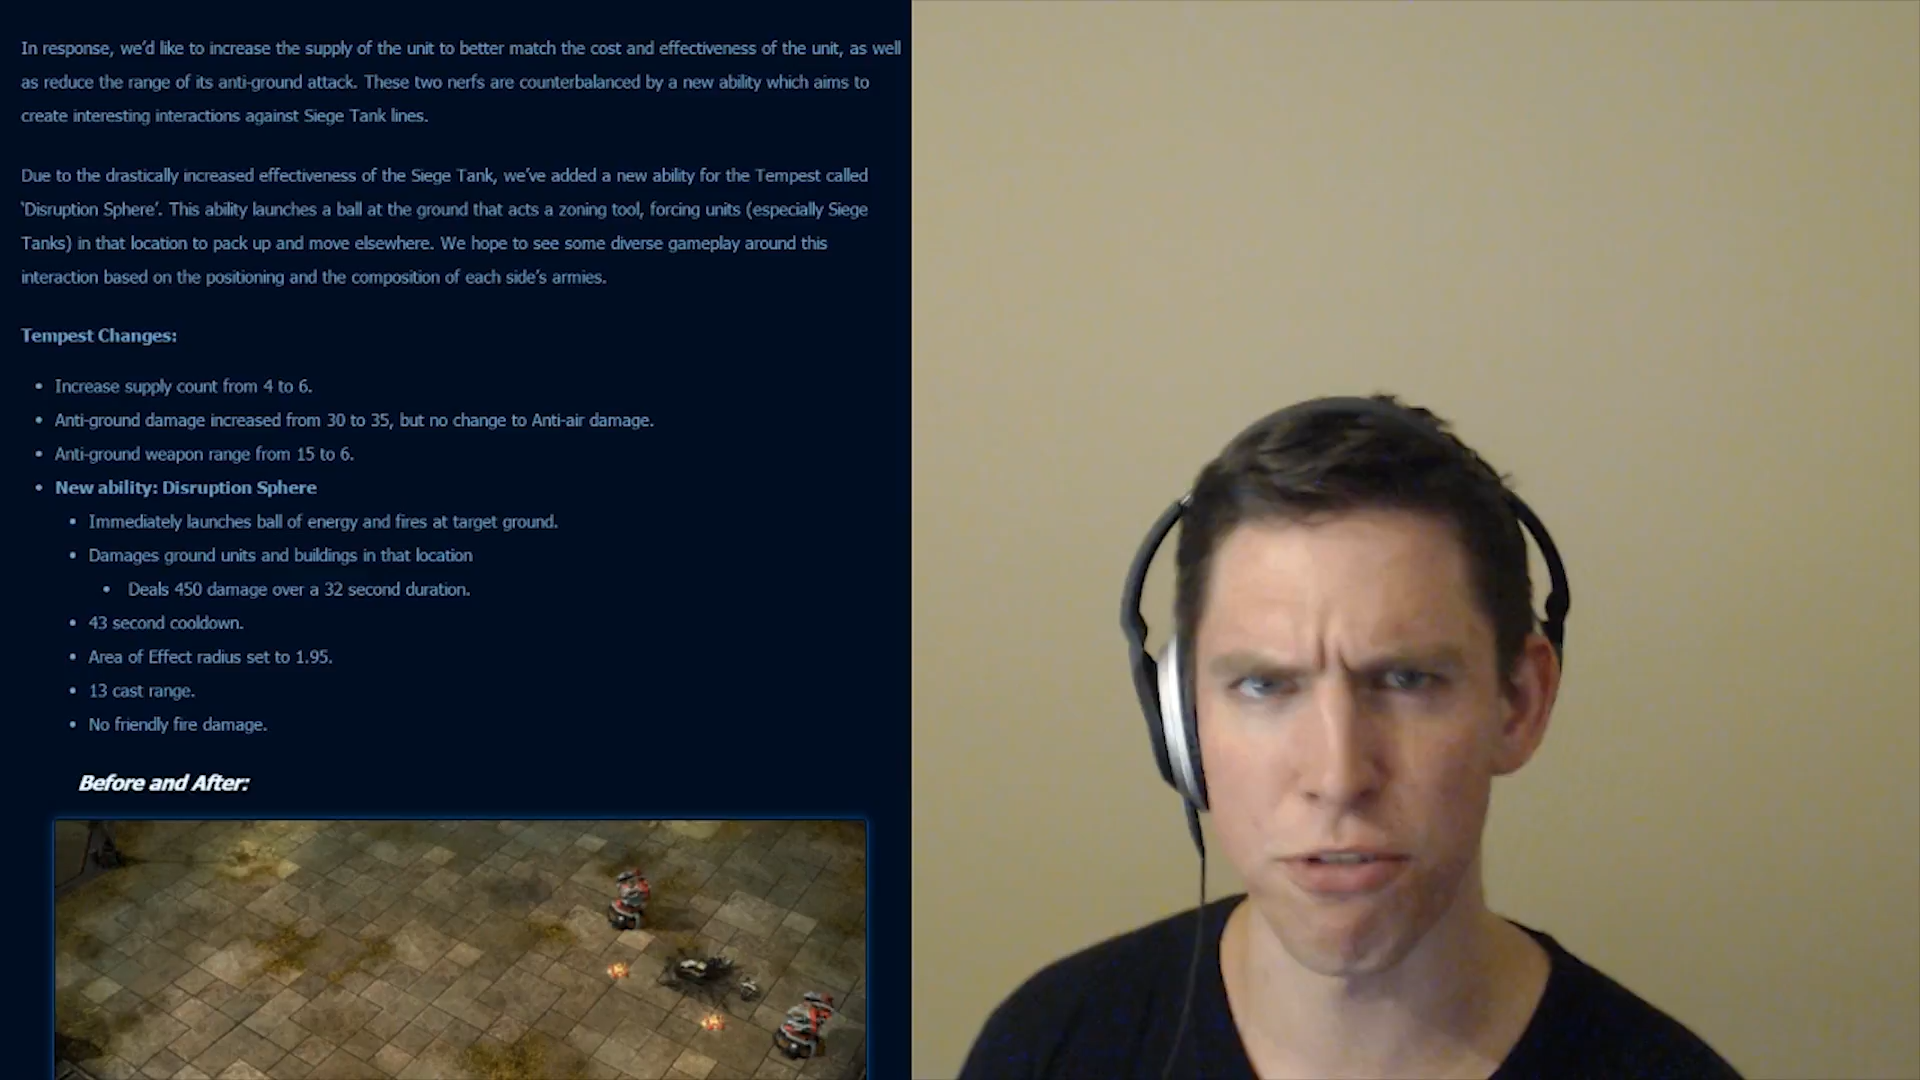 In response, we'd like to increase the supply of the unit to better match the cost and effectiveness of the unit, as well
as reduce the range of its anti-ground attack. These two nerfs are counterbalanced by a new ability which aims to
create interesting interactions against Siege Tank lines.
Due to the drastically increased effectiveness of the Siege Tank, we've added a new ability for the Tempest called
‘Disruption Sphere’. This ability launches a ball at the ground that acts a zoning tool, forcing units (especially Siege
Tanks) in that location to pack up and move elsewhere. We hope to see some diverse gameplay around this
interaction based on the positioning and the composition of each side's armies.
Tempest Changes:
• Increase supply count from 4 to 6.
• Anti-ground damage increased from 30 to 35, but no change to Anti-air damage.
• Anti-ground weapon range from 15 to 6.
• New ability: Disruption Sphere
• Immediately launches ball of energy and fires at target ground.
• Damages ground units and buildings in that location
• Deals 450 damage over a 32 second duration.
• 43 second cooldown.
• Area of Effect radius set to 1.95.
• 13 cast range.
• No friendly fire damage.
Before and After: